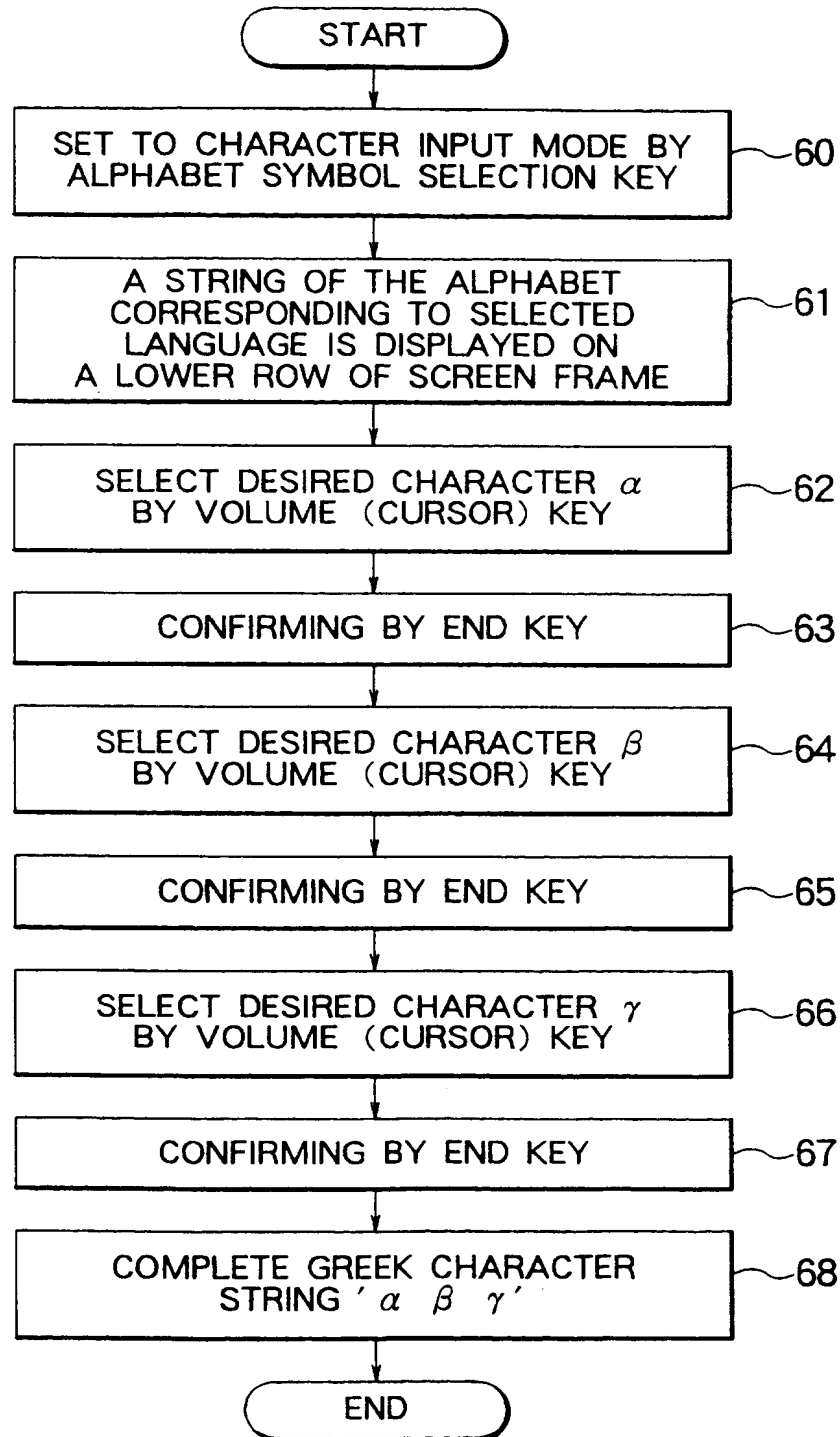 START
SET TO CHARACTER INPUT MODE BY
ALPHABET SYMBOL SELECTION KEY
60
A STRING OF THE ALPHABET
CORRESPONDING TO SELECTED
LANGUAGE IS DISPLAYED ON
A LOWER ROW OF SCREEN FRAME
61
SELECT DESIRED CHARACTER α
BY VOLUME (CURSOR) KEY
62
CONFIRMING BY END KEY
63
SELECT DESIRED CHARACTER β
BY VOLUME (CURSOR) KEY
64
CONFIRMING BY END KEY
65
SELECT DESIRED CHARACTER γ
BY VOLUME (CURSOR) KEY
66
CONFIRMING BY END KEY
67
COMPLETE GREEK CHARACTER
STRING ′ α β γ ′
68
END